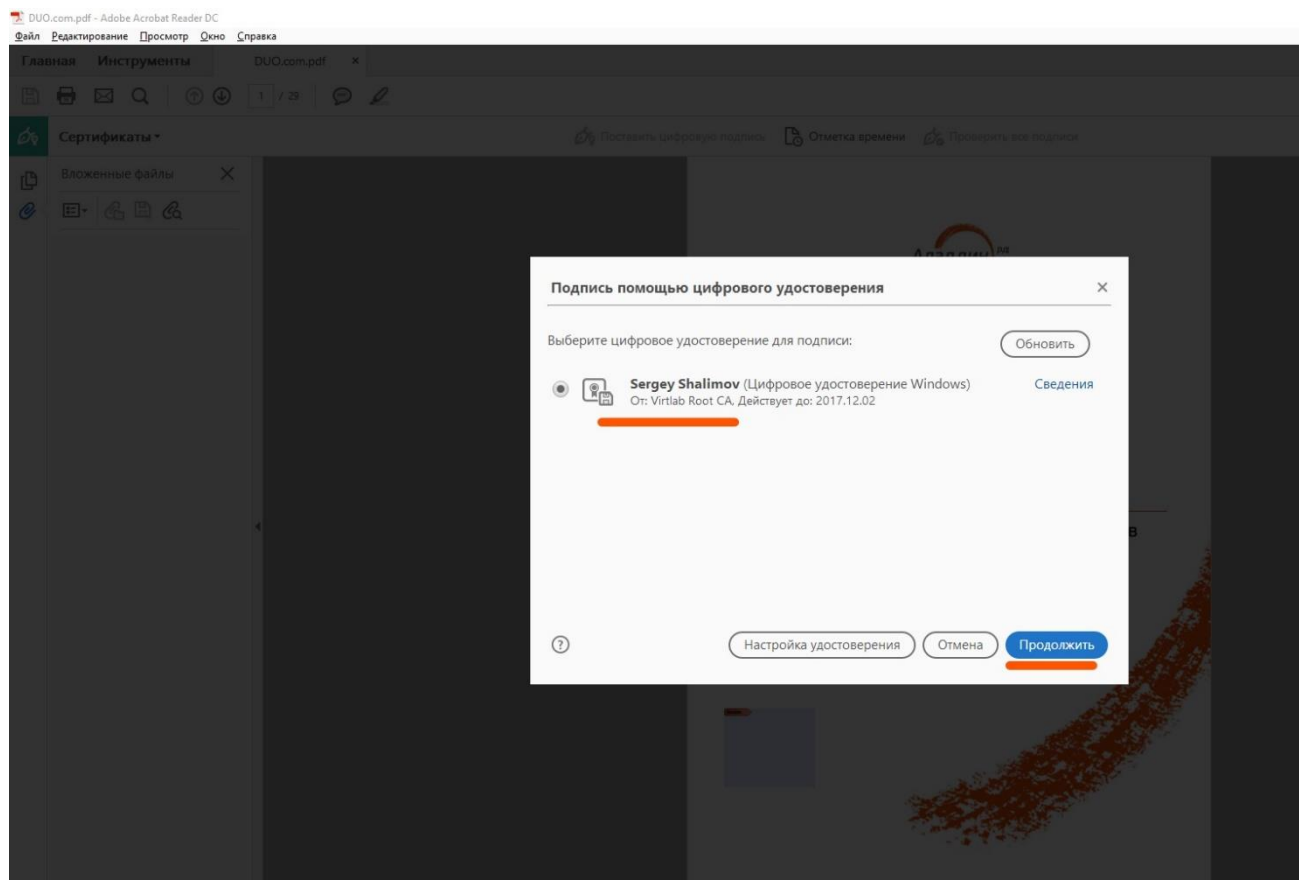 DUO.com.pdf - Adobe Acrobat Reader DC
Файл Редактирование Просмотр Окно Справка
Главная Инструменты DUO.com.pdf ×
1 /
Сертификаты Поставить цифровую подпись Отметка времени Проверить все подписи
Вложенные файлы
Аладдин
Подпись помощью цифрового удостоверения
Выберите цифровое удостоверение для подписи: Обновить
Sergey Shalimov (Цифровое удостоверение Windows) Сведения
От: Virtlab Root CA, Действует до: 2017.12.02
в
? Настройка удостоверения Отмена Продолжить